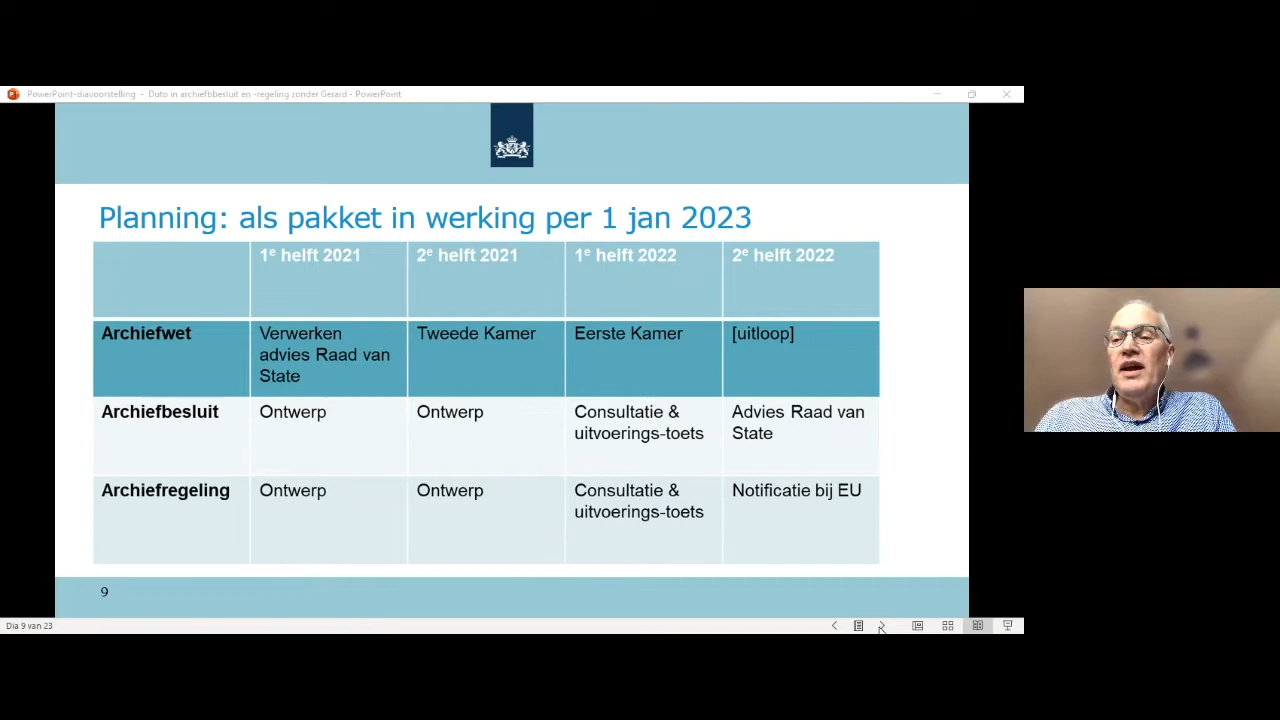 PowerPoint-diavoorstelling - Duto in archiefbbesluit en -regeling zonder Gerard - PowerPoint
Planning: als pakket in werking per 1 jan 2023
1e helft 2021
2e helft 2021
1e helft 2022
2e helft 2022
Archiefwet
Verwerken
advies Raad van
State
Tweede Kamer
Eerste Kamer
[uitloop]
Archiefbesluit
Ontwerp
Ontwerp
Consultatie &
uitvoerings-toets
Advies Raad van
State
Archiefregeling
Ontwerp
Ontwerp
Consultatie &
uitvoerings-toets
Notificatie bij EU
9
Dia 9 van 23